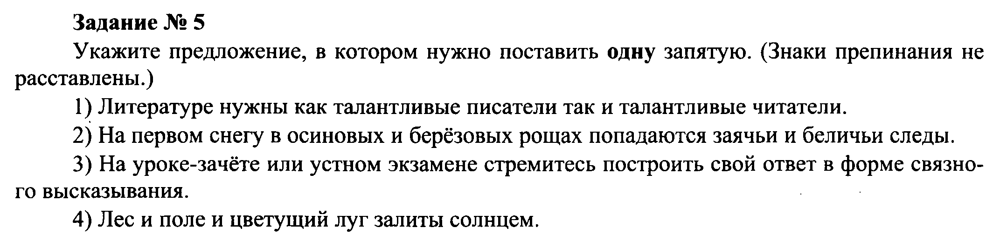 Задание № 5
Укажите предложение, в котором нужно поставить одну запятую. (Знаки препинания не
расставлены.)
1) Литературе нужны как талантливые писатели так и талантливые читатели.
2) На первом снегу в осиновых и берёзовых рощах попадаются заячьи и беличьи следы.
3) На уроке-зачёте или устном экзамене стремитесь построить свой ответ в форме связно-
го высказывания.
4) Лес и поле и цветущий луг залиты солнцем.